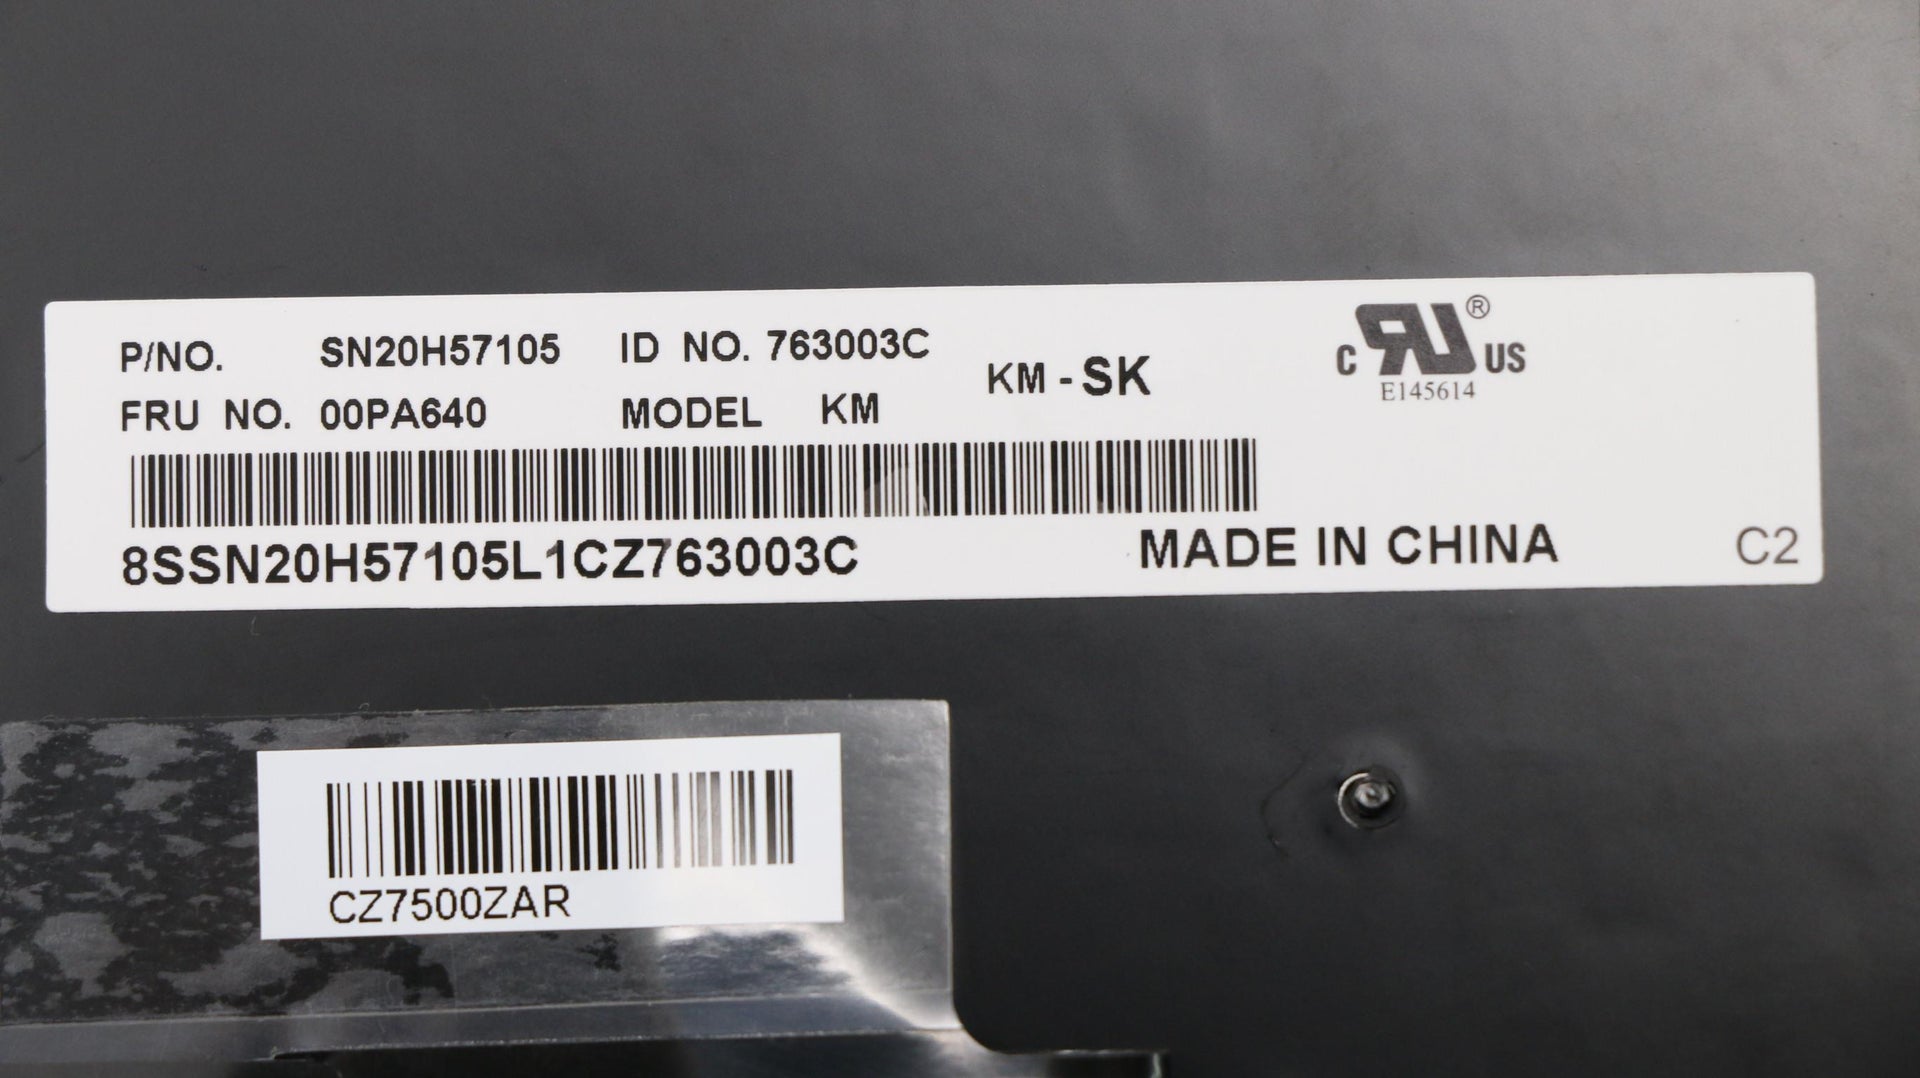 P/NO. SN20H57105 ID NO. 763003C
FRU NO. 00PA640 MODEL KM
KM - SK
C RU ® US
E145614
8SSN20H57105L1CZ763003C
MADE IN CHINA
C2
CZ7500ZAR